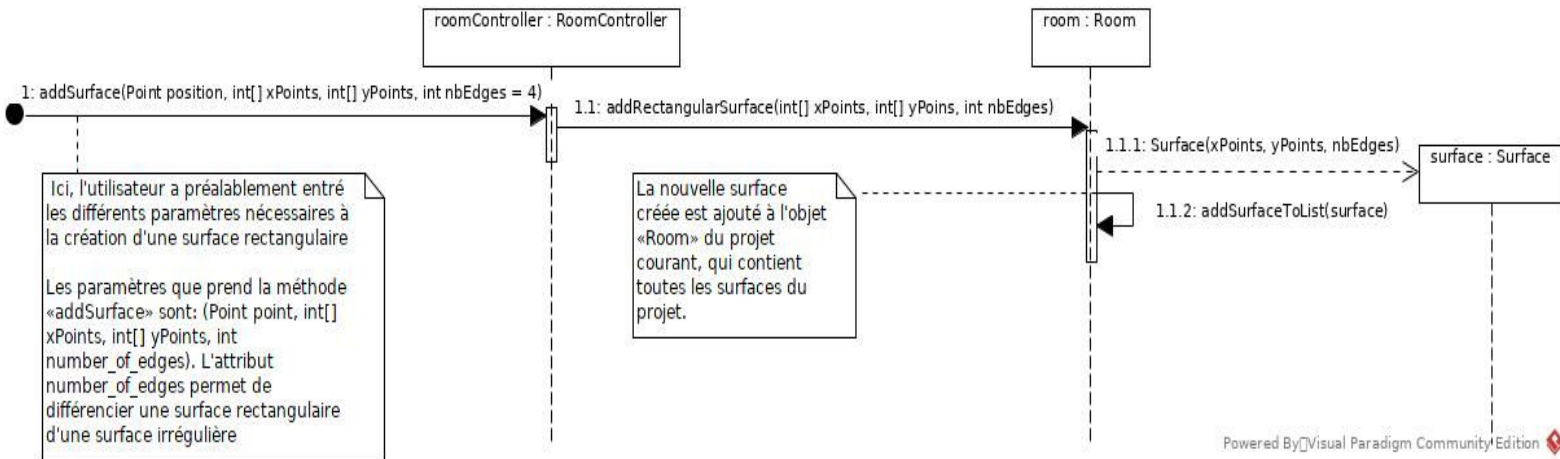 roomController : RoomController
room : Room
1: addSurface(Point position, int[] xPoints, int[] yPoints, int nbEdges = 4)
1.1: addRectangularSurface(int[] xPoints, int[] yPoins, int nbEdges)
1.1.1: Surface(xPoints, yPoints, nbEdges)
surface : Surface
1.1.2: addSurfaceToList(surface)
Ici, l'utilisateur a préalablement entré
les différents paramètres nécessaires à
la création d'une surface rectangulaire
Les paramètres que prend la méthode
«addSurface» sont: (Point point, int[]
xPoints, int[] yPoints, int
number_of_edges). L'attribut
number_of_edges permet de
différencier une surface rectangulaire
d'une surface irrégulière
La nouvelle surface
créée est ajouté à l'objet
«Room» du projet
courant, qui contient
toutes les surfaces du
projet.
Powered By Visual Paradigm Community Edition